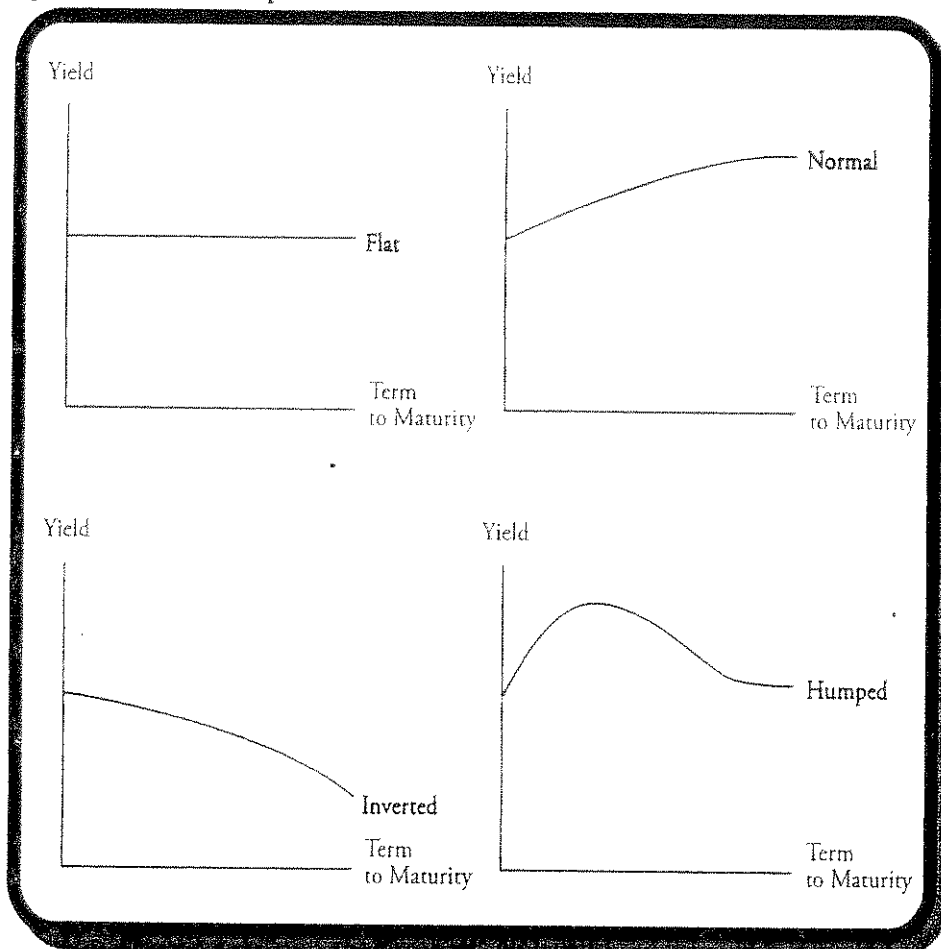 Yield
Flat
Term
to Maturity
Yield
Normal
Term
to Maturity
Yield
Inverted
Term
to Maturity
Yield
Humped
Term
to Maturity